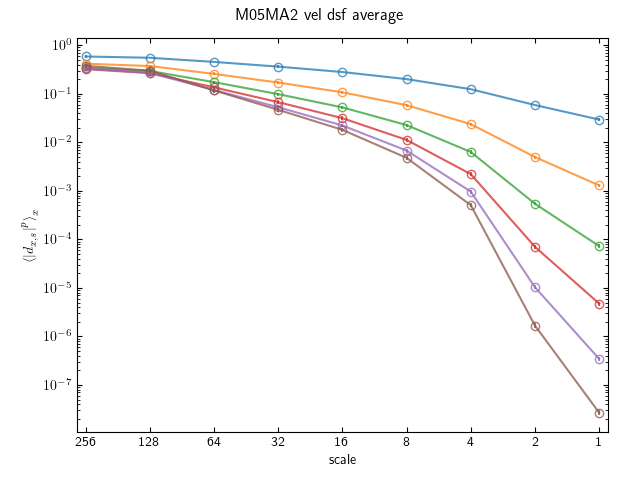 M05MA2 vel dsf average
10^0
10^{-1}
10^{-2}
10^{-3}
10^{-4}
10^{-5}
10^{-6}
10^{-7}
⟨|d_{x,s}|^p⟩_x
256 128 64 32 16 8 4 2 1
scale